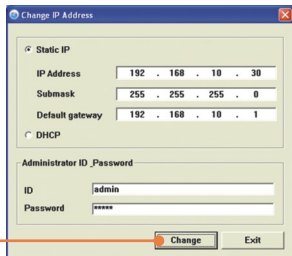 Change IP Address
Static IP
IP Address 192 . 168 . 10 . 30
Submask 255 . 255 . 255 . 0
Default gateway 192 . 168 . 10 . 1
DHCP
Administrator ID _Password
ID admin
Password *****
Change Exit